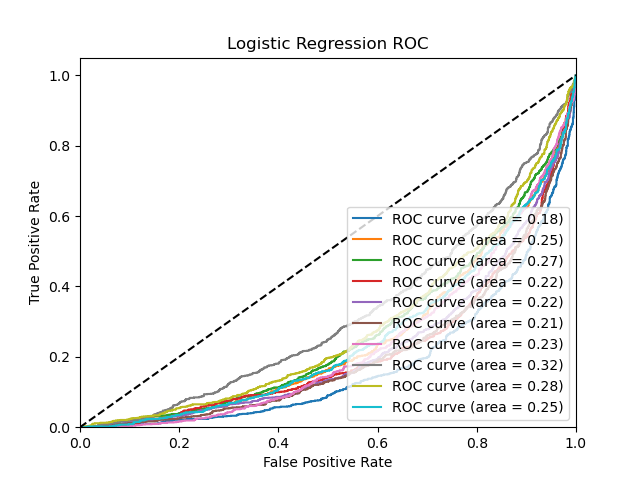 Logistic Regression ROC
True Positive Rate
1.0
0.8
0.6
0.4
0.2
0.0
ROC curve (area = 0.18)
ROC curve (area = 0.25)
ROC curve (area = 0.27)
ROC curve (area = 0.22)
ROC curve (area = 0.22)
ROC curve (area = 0.21)
ROC curve (area = 0.23)
ROC curve (area = 0.32)
ROC curve (area = 0.28)
ROC curve (area = 0.25)
0.0 0.2 0.4 0.6 0.8 1.0
False Positive Rate